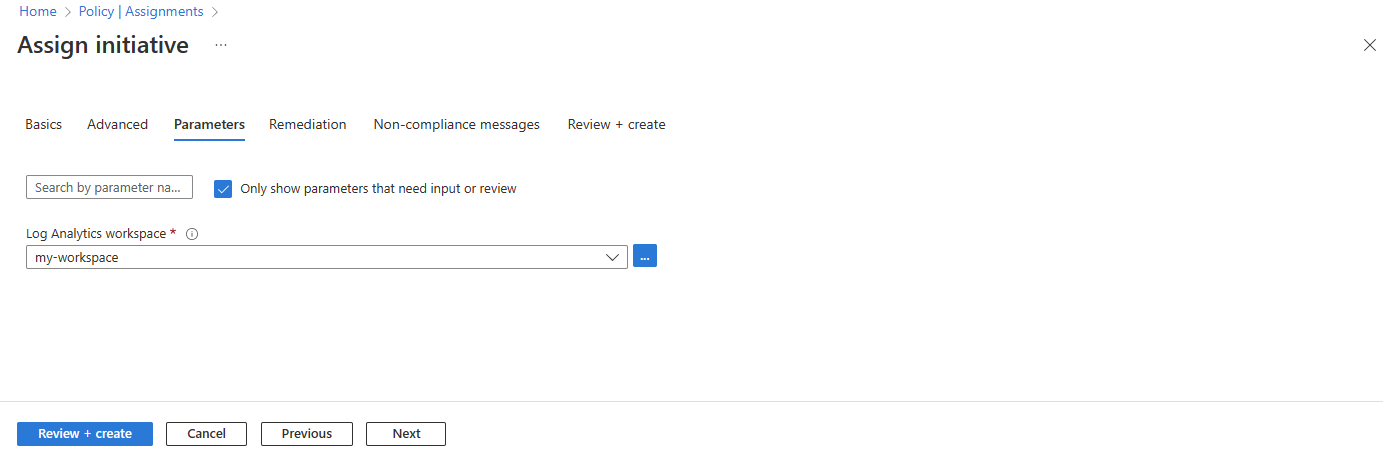 Home > Policy | Assignments >
Assign initiative ...
Basics Advanced Parameters Remediation Non-compliance messages Review + create
Search by parameter na... Only show parameters that need input or review
Log Analytics workspace *
my-workspace ...
Review + create Cancel Previous Next